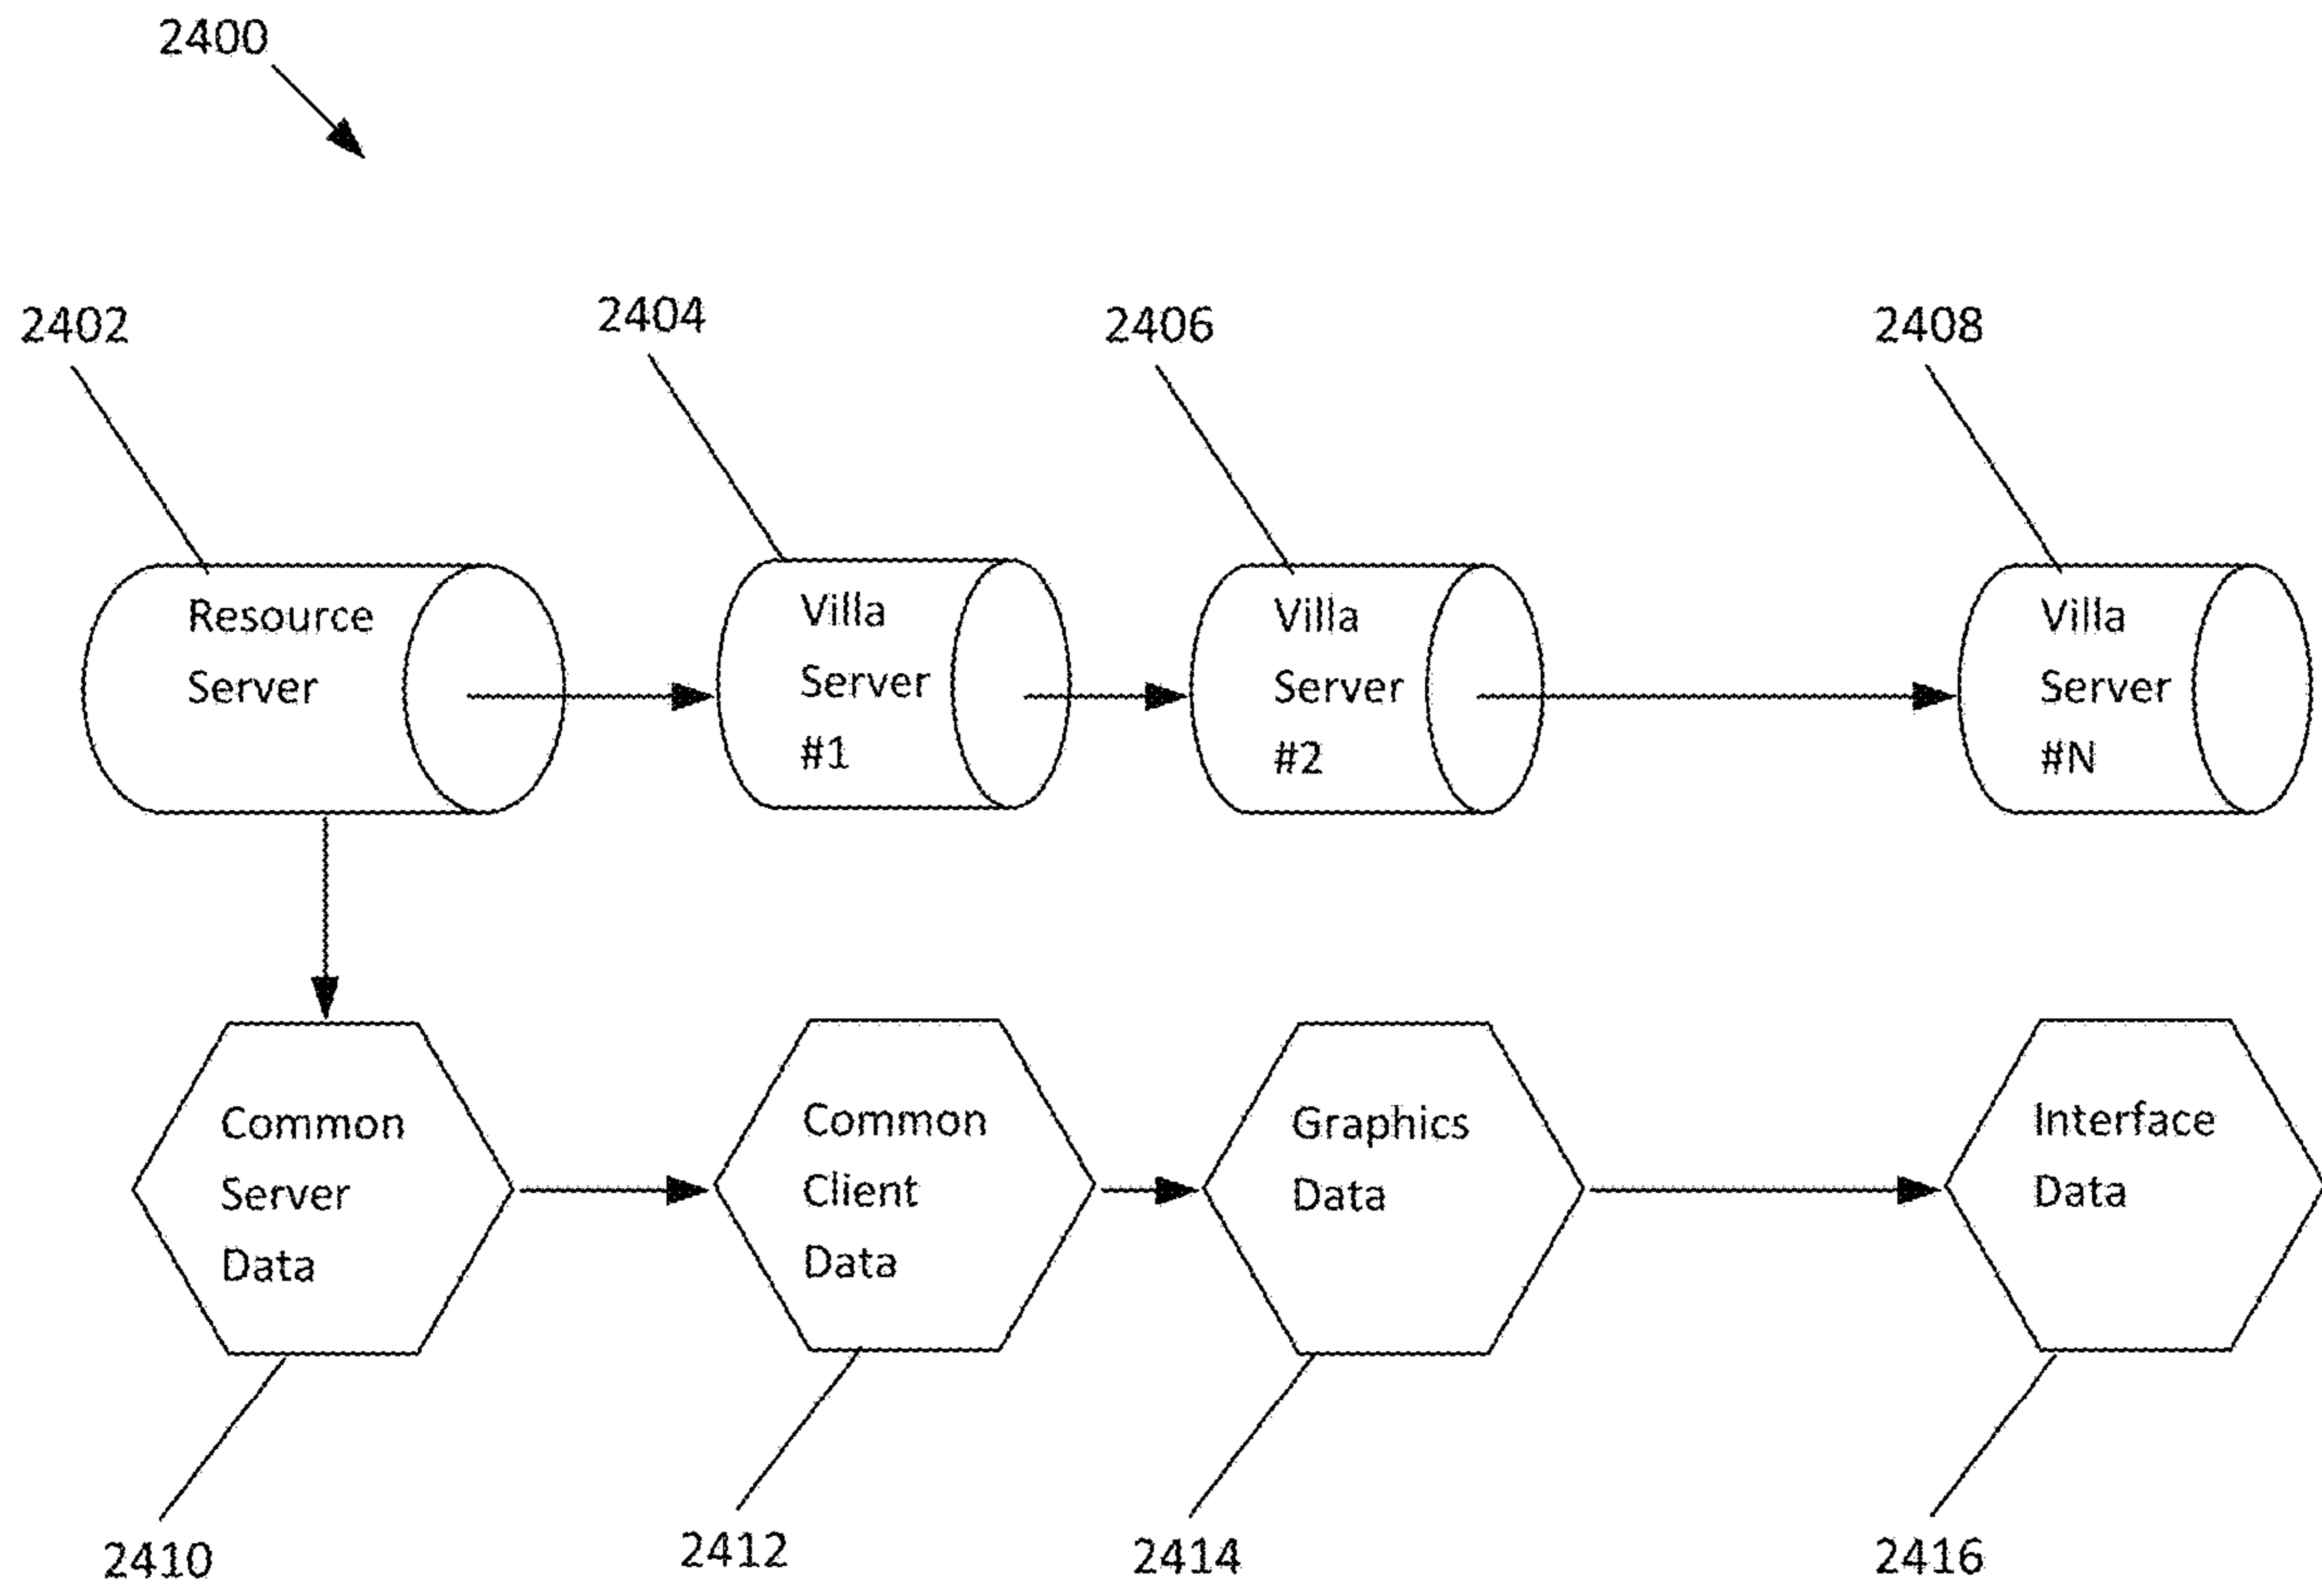 2400
2402
2404
2406
2408
Resource
Server
Villa
Server
#1
Villa
Server
#2
Villa
Server
#N
Common
Server
Data
Common
Client
Data
Graphics
Data
Interface
Data
2410
2412
2414
2416